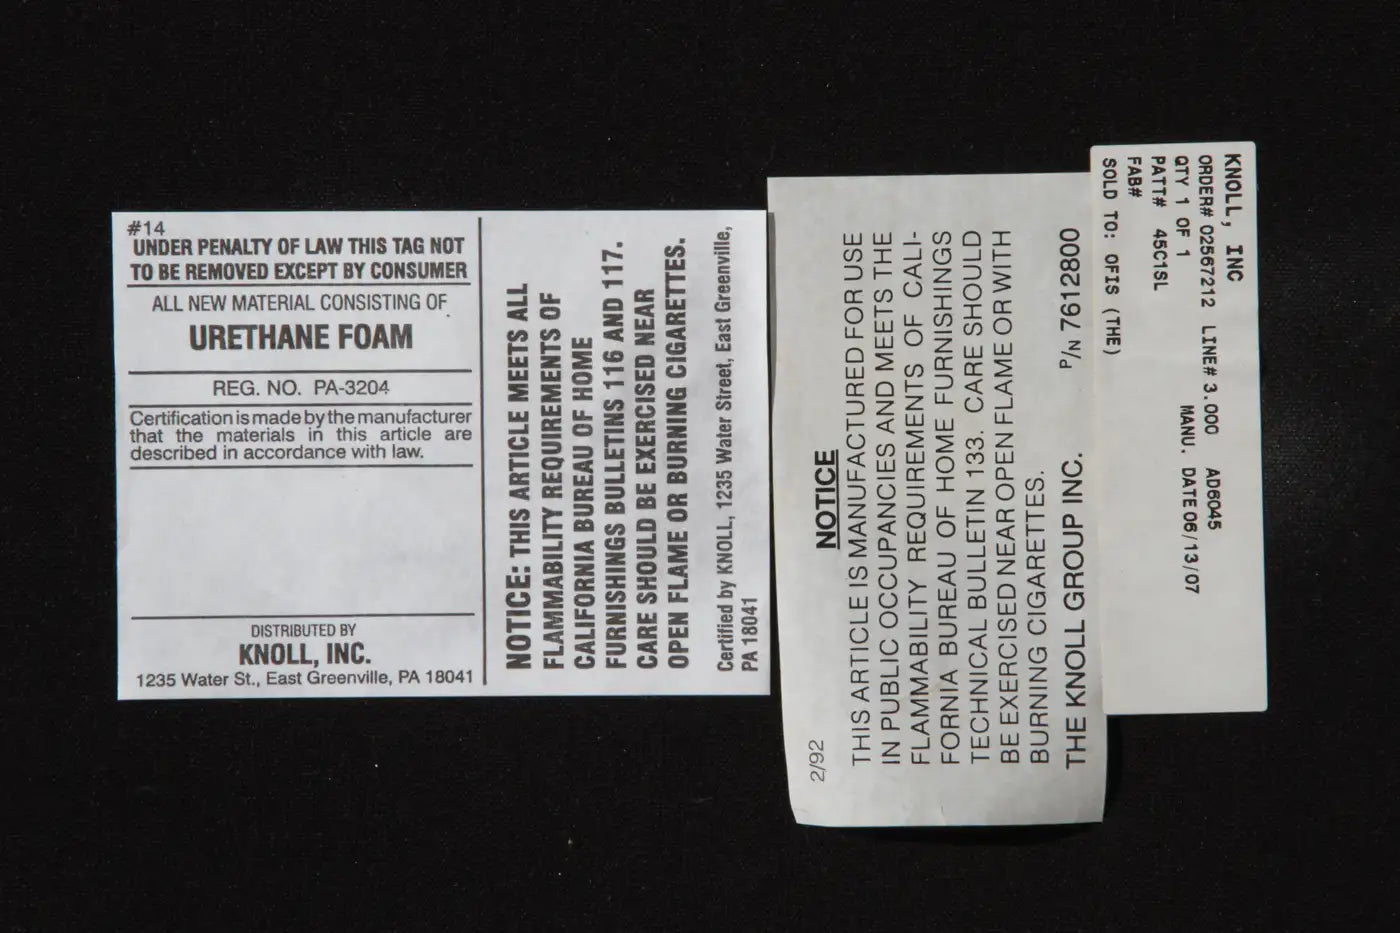 #14
UNDER PENALTY OF LAW THIS TAG NOT
TO BE REMOVED EXCEPT BY CONSUMER
ALL NEW MATERIAL CONSISTING OF
URETHANE FOAM
REG. NO. PA-3204
Certification is made by the manufacturer
that the materials in this article are
described in accordance with law.
DISTRIBUTED BY
KNOLL, INC.
1235 Water St., East Greenville, PA 18041
NOTICE: THIS ARTICLE MEETS ALL
FLAMMABILITY REQUIREMENTS OF
CALIFORNIA BUREAU OF HOME
FURNISHINGS BULLETINS 116 AND 117.
CARE SHOULD BE EXERCISED NEAR
OPEN FLAME OR BURNING CIGARETTES.
Certified by KNOLL, 1235 Water Street, East Greenville,
PA 18041
2/92
NOTICE
THIS ARTICLE IS MANUFACTURED FOR USE
IN PUBLIC OCCUPANCIES AND MEETS THE
FLAMMABILITY REQUIREMENTS OF CALI-
FORNIA BUREAU OF HOME FURNISHINGS
TECHNICAL BULLETIN 133. CARE SHOULD
BE EXERCISED NEAR OPEN FLAME OR WITH
BURNING CIGARETTES.
THE KNOLL GROUP INC. P/N 7612800
KNOLL, INC
ORDER# 02567212 LINE# 3.000 AD6045
QTY 1 OF 1 MANU. DATE 06/13/07
PATT# 45C1SL
FAB#
SOLD TO: OFIS (THE)